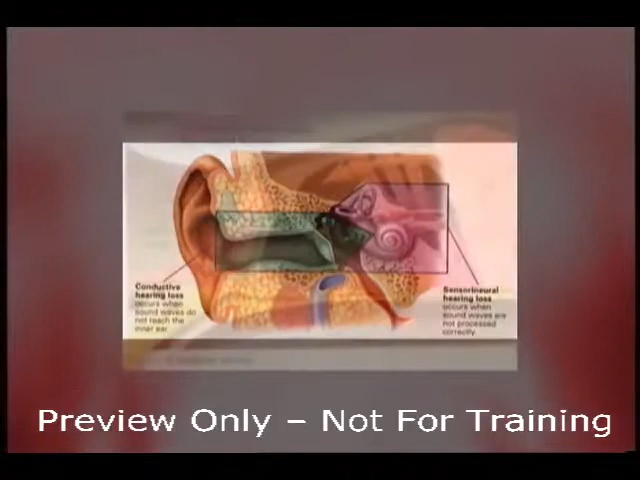 Conductive
hearing loss
occurs when
sound waves do
not reach the
inner ear.
Sensorineural
hearing loss
occurs when
sound waves are
not processed
correctly.
Preview Only – Not For Training